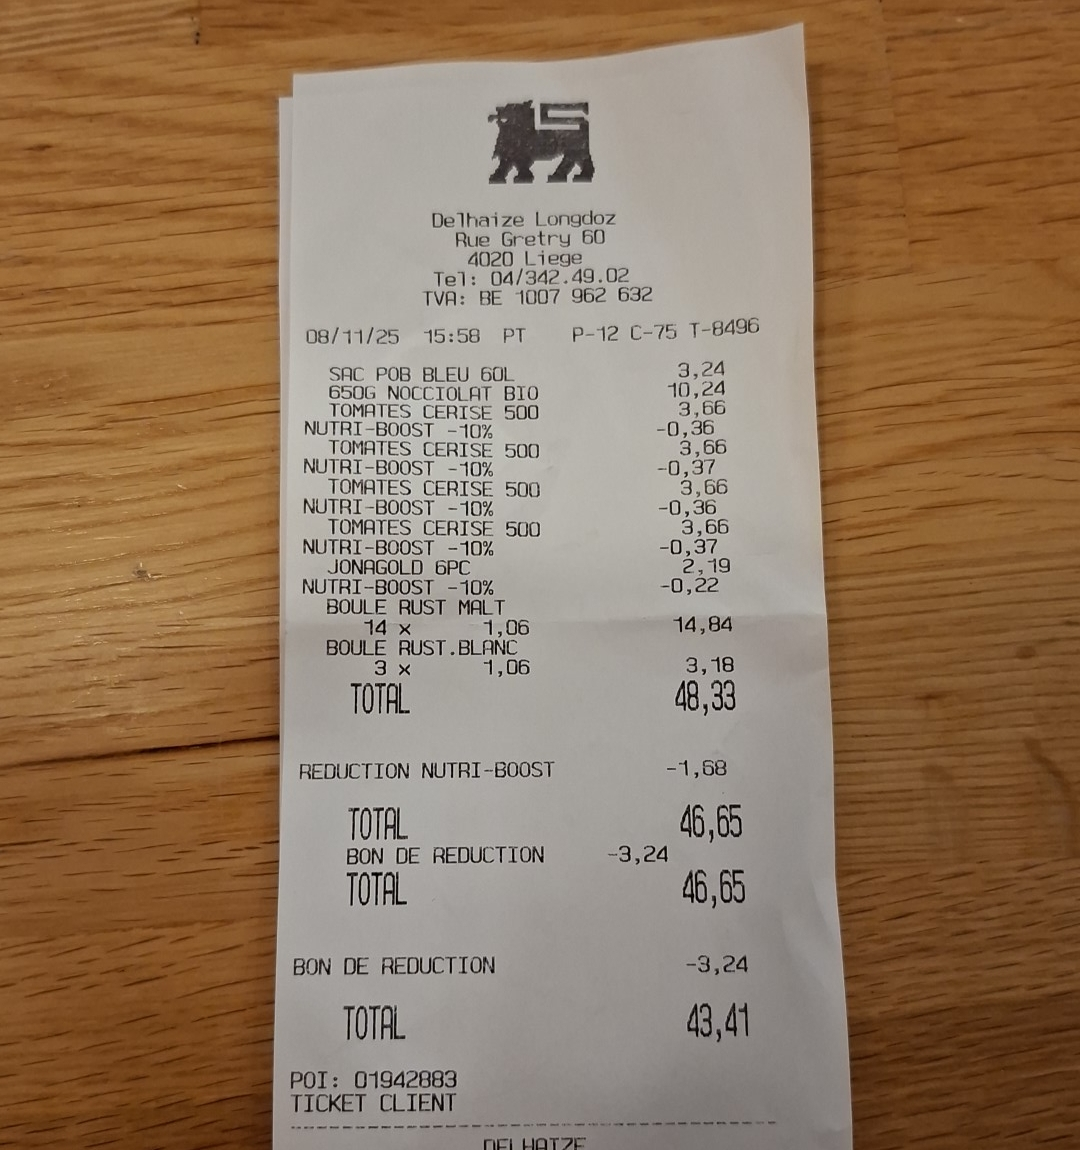 Delhaize Longdoz
Rue Gretry 60
4020 Liege
Tel: 04/342.49.02
TVA: BE 1007 962 632
08/11/25 15:58 PT P-12 C-75 T-8496
SAC POB BLEU 60L 3,24
650G NOCCIOLAT BIO 10,24
TOMATES CERISE 500 3,66
NUTRI-BOOST -10% -0,36
TOMATES CERISE 500 3,66
NUTRI-BOOST -10% -0,37
TOMATES CERISE 500 3,66
NUTRI-BOOST -10% -0,36
TOMATES CERISE 500 3,66
NUTRI-BOOST -10% -0,37
JONAGOLD 6PC 2,19
NUTRI-BOOST -10% -0,22
BOULE RUST MALT
14 x 1,06 14,84
BOULE RUST.BLANC
3 x 1,06 3,18
TOTAL 48,33
REDUCTION NUTRI-BOOST -1,68
TOTAL 46,65
BON DE REDUCTION -3,24
TOTAL 46,65
BON DE REDUCTION -3,24
TOTAL 43,41
POI: 01942883
TICKET CLIENT
DELHAIZE